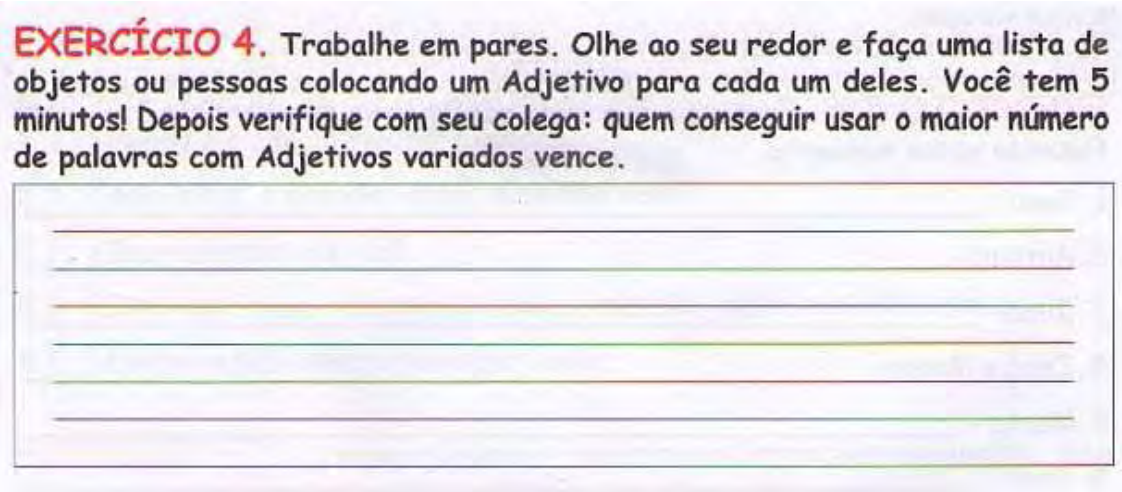 EXERCÍCIO 4. Trabalhe em pares. Olhe ao seu redor e faça uma lista de
objetos ou pessoas colocando um Adjetivo para cada um deles. Você tem 5
minutos! Depois verifique com seu colega: quem conseguir usar o maior número
de palavras com Adjetivos variados vence.